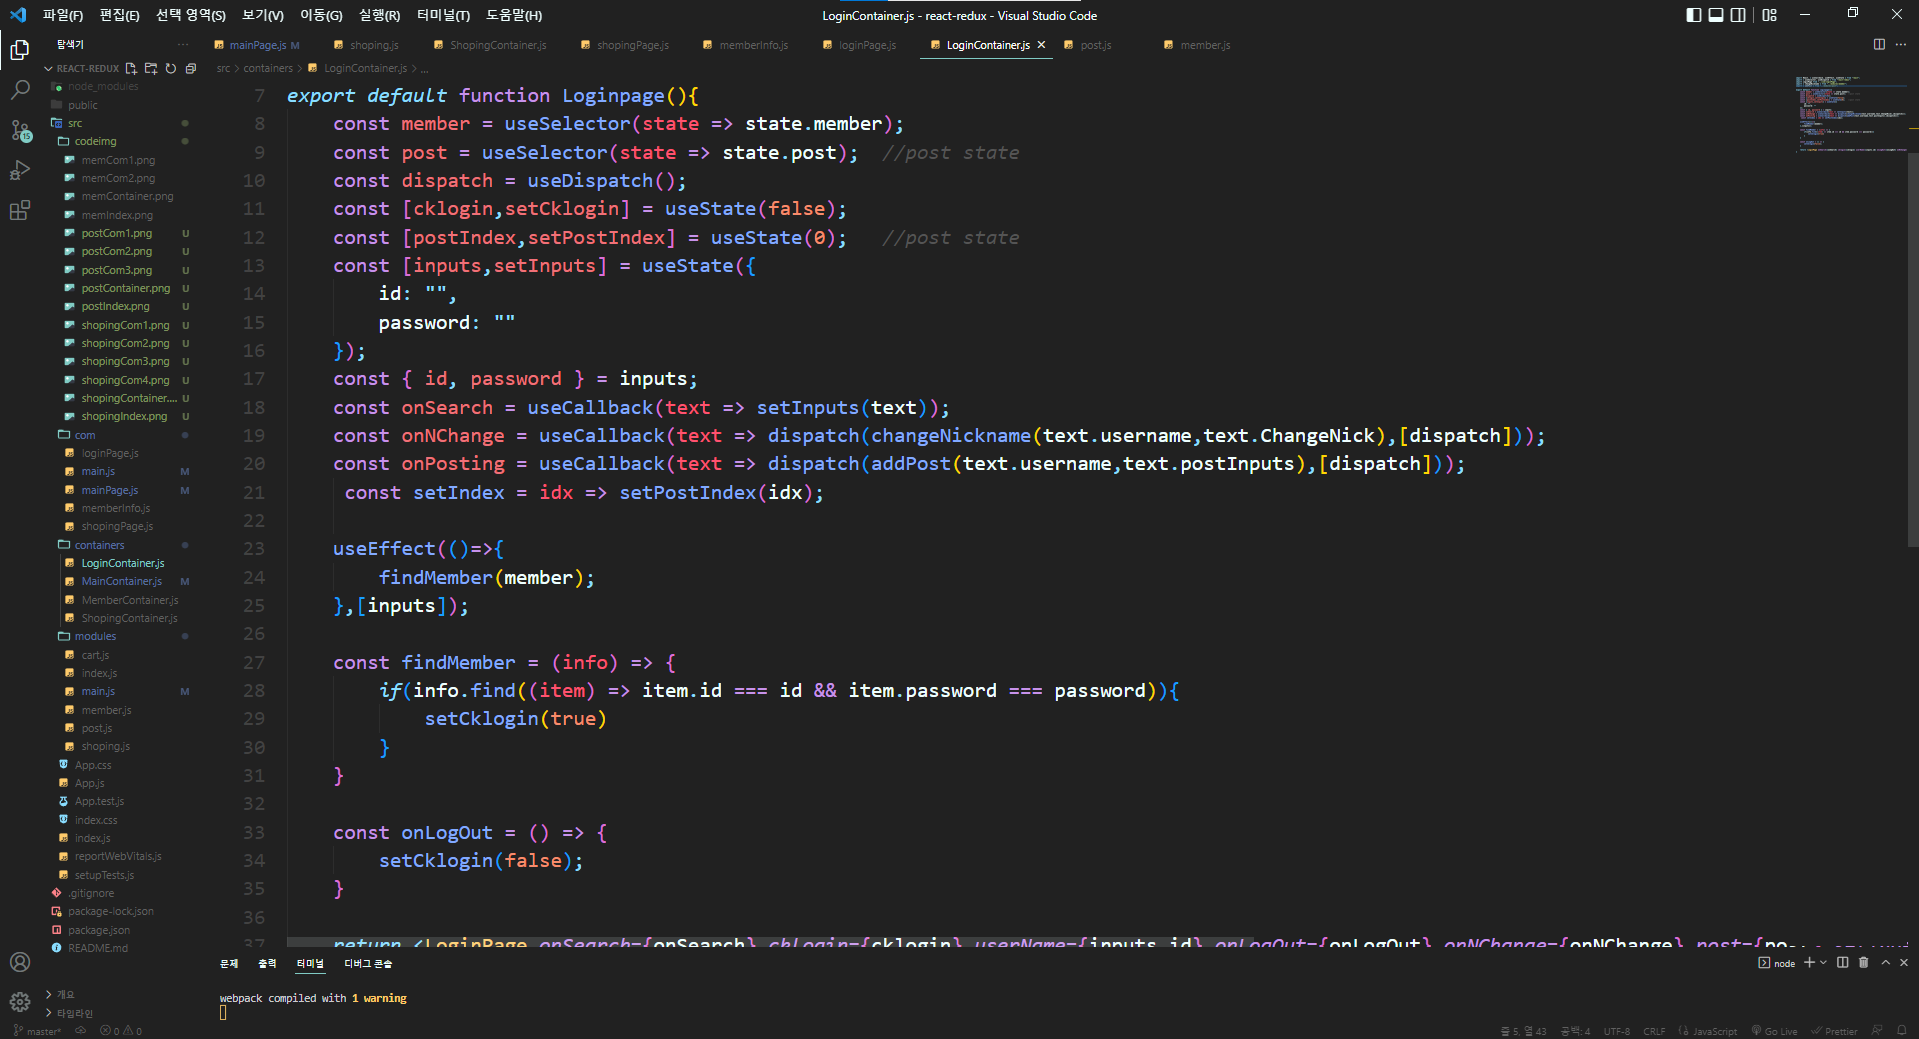 파일(F) 편집(E) 선택 영역(S) 보기(V) 이동(G) 실행(R) 터미널(T) 도움말(H)
LoginContainer.js - react-redux - Visual Studio Code
탐색기 ...
mainPage.js M shoping.js ShopingContainer.js shopingPage.js memberInfo.js loginPage.js LoginContainer.js post.js member.js
REACT-REDUX
node_modules
public
src
codeimg
memCom1.png
memCom2.png
memContainer.png
memIndex.png
postCom1.png U
postCom2.png U
postCom3.png U
postContainer.png U
postIndex.png U
shopingCom1.png U
shopingCom2.png U
shopingCom3.png U
shopingCom4.png U
shopingContainer.... U
shopingIndex.png U
com
loginPage.js
main.js M
mainPage.js M
memberInfo.js
shopingPage.js
containers
LoginContainer.js
MainContainer.js M
MemberContainer.js
ShopingContainer.js
modules
cart.js
index.js
main.js M
member.js
post.js
shoping.js
App.css
App.js
App.test.js
index.css
index.js
reportWebVitals.js
setupTests.js
.gitignore
package-lock.json
package.json
README.md
개요
타임라인
src > containers > LoginContainer.js > ...
7 export default function Loginpage(){
8 const member = useSelector(state => state.member);
9 const post = useSelector(state => state.post); //post state
10 const dispatch = useDispatch();
11 const [cklogin,setCklogin] = useState(false);
12 const [postIndex,setPostIndex] = useState(0); //post state
13 const [inputs,setInputs] = useState({
14 id: "",
15 password: ""
16 });
17 const { id, password } = inputs;
18 const onSearch = useCallback(text => setInputs(text));
19 const onNChange = useCallback(text => dispatch(changeNickname(text.username,text.ChangeNick),[dispatch]));
20 const onPosting = useCallback(text => dispatch(addPost(text.username,text.postInputs),[dispatch]));
21 const setIndex = idx => setPostIndex(idx);
22
23 useEffect(()=>{
24 findMember(member);
25 },[inputs]);
26
27 const findMember = (info) => {
28 if(info.find((item) => item.id === id && item.password === password)){
29 setCklogin(true)
30 }
31 }
32
33 const onLogOut = () => {
34 setCklogin(false);
35 }
36
37 return <LoginPage onSearch={onSearch} chlogin={cklogin} userName={inputs.id} onLogOut={onLogOut} onNChange={onNChange} post={po
문제 출력 터미널 디버그 콘솔
node
webpack compiled with 1 warning
master* 0 0
줄 5, 열 43 공백: 4 UTF-8 CRLF JavaScript Go Live Prettier
15